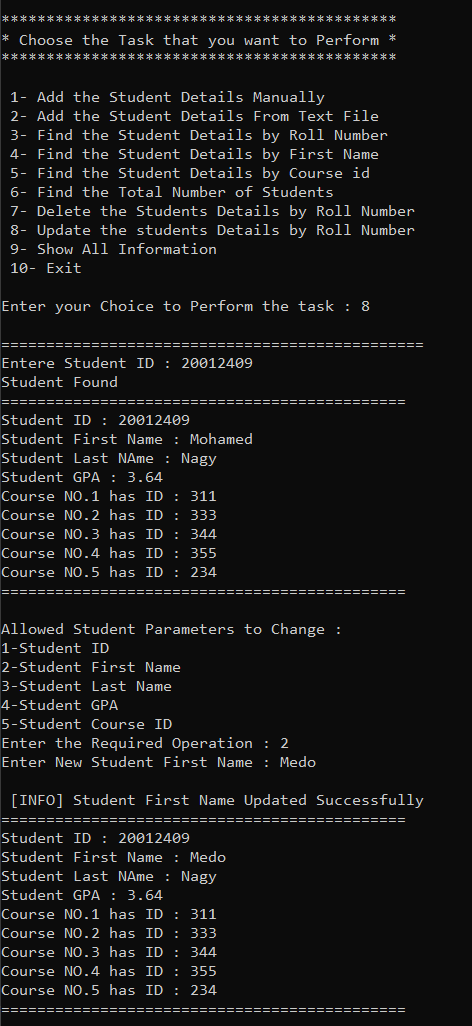 ********************************************
* Choose the Task that you want to Perform *
********************************************
1- Add the Student Details Manually
2- Add the Student Details From Text File
3- Find the Student Details by Roll Number
4- Find the Student Details by First Name
5- Find the Student Details by Course id
6- Find the Total Number of Students
7- Delete the Students Details by Roll Number
8- Update the students Details by Roll Number
9- Show All Information
10- Exit
Enter your Choice to Perform the task : 8
===============================================
Entere Student ID : 20012409
Student Found
=============================================
Student ID : 20012409
Student First Name : Mohamed
Student Last NAme : Nagy
Student GPA : 3.64
Course NO.1 has ID : 311
Course NO.2 has ID : 333
Course NO.3 has ID : 344
Course NO.4 has ID : 355
Course NO.5 has ID : 234
=============================================
Allowed Student Parameters to Change :
1-Student ID
2-Student First Name
3-Student Last Name
4-Student GPA
5-Student Course ID
Enter the Required Operation : 2
Enter New Student First Name : Medo
[INFO] Student First Name Updated Successfully
=============================================
Student ID : 20012409
Student First Name : Medo
Student Last NAme : Nagy
Student GPA : 3.64
Course NO.1 has ID : 311
Course NO.2 has ID : 333
Course NO.3 has ID : 344
Course NO.4 has ID : 355
Course NO.5 has ID : 234
=============================================